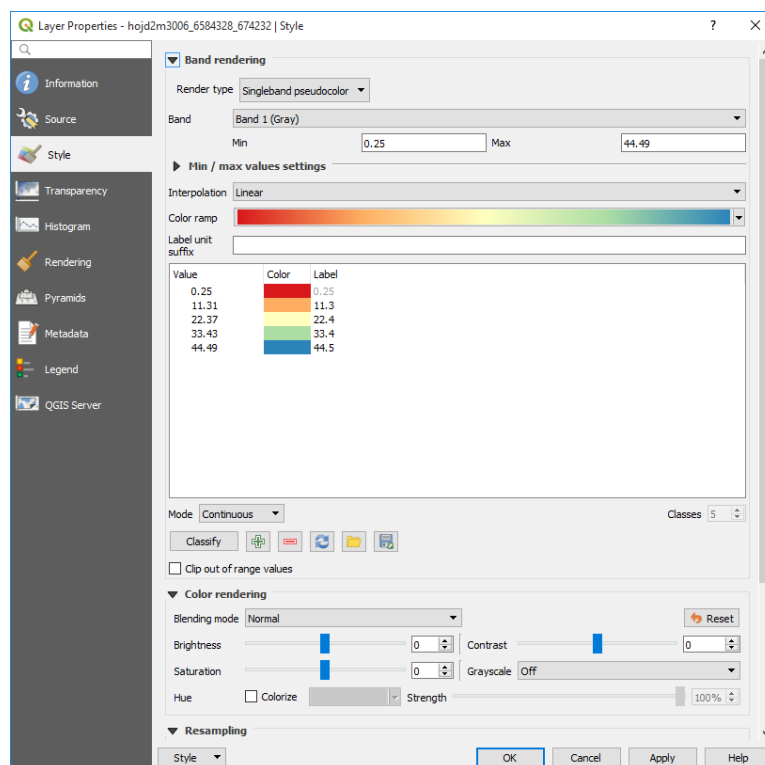 Layer Properties - hojd2m3006_6584328_674232 | Style
Information
Source
Style
Transparency
Histogram
Rendering
Pyramids
Metadata
Legend
QGIS Server
Band rendering
Render type Singleband pseudocolor
Band Band 1 (Gray)
Min 0.25 Max 44.49
Min / max values settings
Interpolation Linear
Color ramp
Label unit
suffix
Value Color Label
0.25 0.25
11.31 11.3
22.37 22.4
33.43 33.4
44.49 44.5
Mode Continuous Classes 5
Classify
Clip out of range values
Color rendering
Blending mode Normal Reset
Brightness 0 Contrast 0
Saturation 0 Grayscale Off
Hue Colorize Strength 100%
Resampling
Style OK Cancel Apply Help